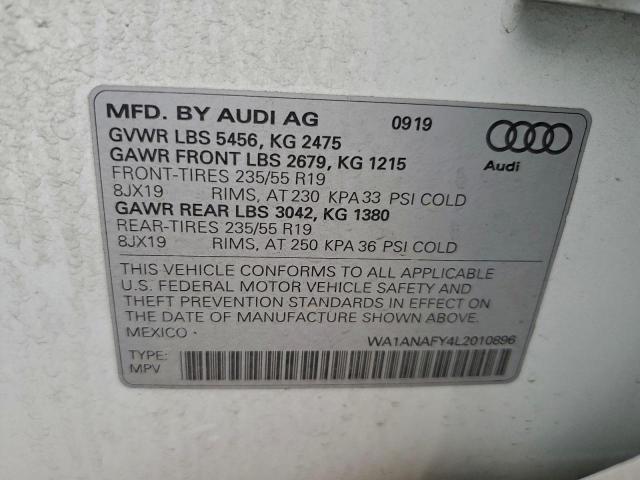 MFD. BY AUDI AG 09 19
GVWR LBS 5456, KG 2475
GAWR FRONT LBS 2679, KG 1215
Audi
FRONT-TIRES 235/55 R19
8JX19 RIMS, AT 230 KPA 33 PSI COLD
GAWR REAR LBS 3042, KG 1380
REAR-TIRES 235/55 R19
8JX19 RIMS, AT 250 KPA 36 PSI COLD
THIS VEHICLE CONFORMS TO ALL APPLICABLE
U.S. FEDERAL MOTOR VEHICLE SAFETY AND
THEFT PREVENTION STANDARDS IN EFFECT ON
THE DATE OF MANUFACTURE SHOWN ABOVE.
MEXICO WA1ANAFY4L2010896
TYPE:
MPV